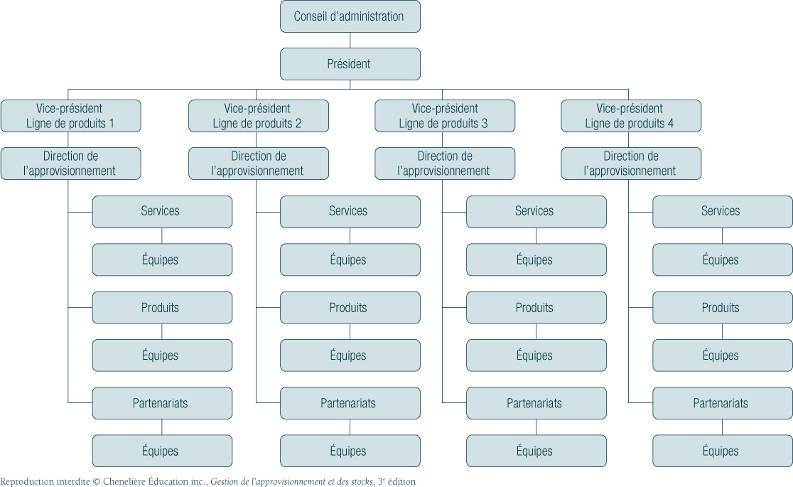 Conseil d'administration
Président
Vice-président
Ligne de produits 1
Vice-président
Ligne de produits 2
Vice-président
Ligne de produits 3
Vice-président
Ligne de produits 4
Direction de
l'approvisionnement
Direction de
l'approvisionnement
Direction de
l'approvisionnement
Direction de
l'approvisionnement
Services
Services
Services
Services
Équipes
Équipes
Équipes
Équipes
Produits
Produits
Produits
Produits
Équipes
Équipes
Équipes
Équipes
Partenariats
Partenariats
Partenariats
Partenariats
Équipes
Équipes
Équipes
Équipes
Reproduction interdite © Chenelière Éducation inc., Gestion de l'approvisionnement et des stocks, 3e édition